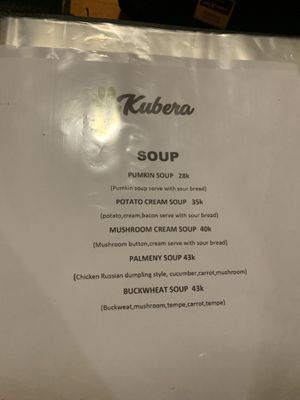 Kubera
SOUP
PUMKIN SOUP 28k
(Pumkin soup serve with sour bread)
POTATO CREAM SOUP 35k
(potato,cream,bacon serve with sour bread)
MUSHROOM CREAM SOUP 40k
(Mushroom button,cream serve with sour bread)
PALMENY SOUP 43k
(Chicken Russian dumpling style, cucumber,carrot,mushroom)
BUCKWHEAT SOUP 43k
(Buckweat,mushroom,tempe,carrot,tempe)